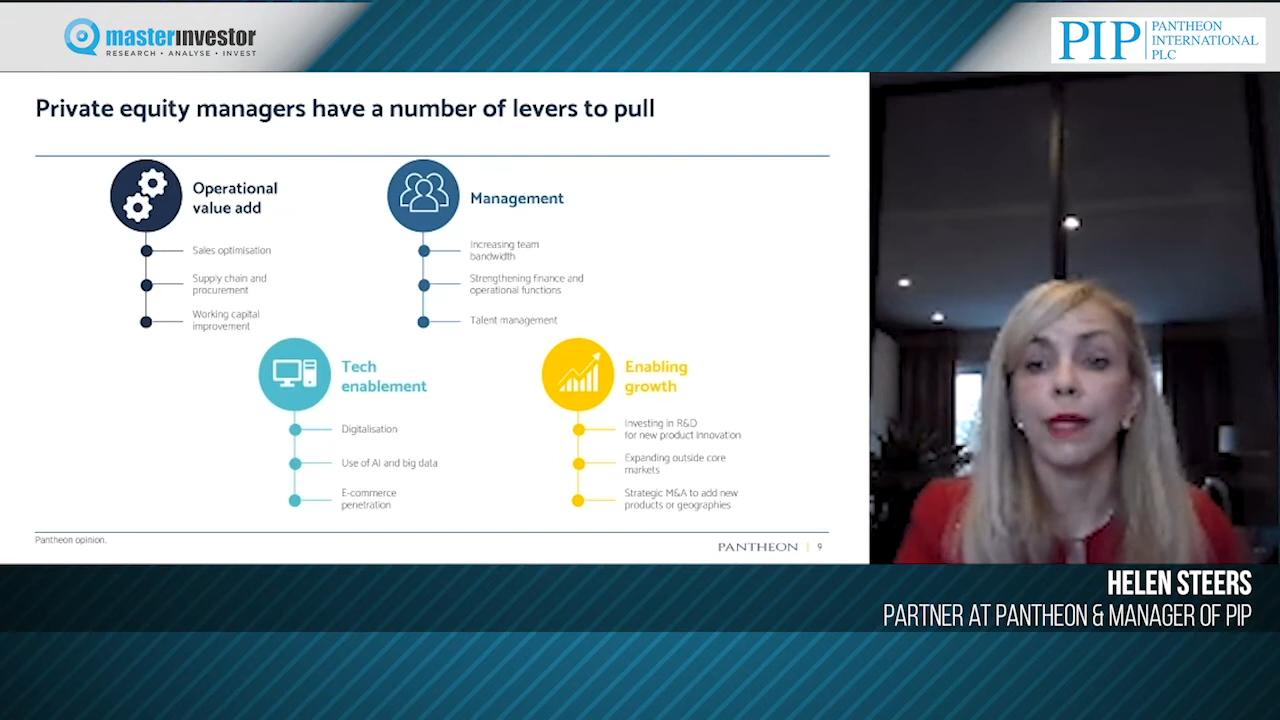 masterinvestor
RESEARCH • ANALYSE • INVEST
PIP
PANTHEON
INTERNATIONAL
PLC
Private equity managers have a number of levers to pull
Operational
value add
Sales optimisation
Supply chain and
procurement
Working capital
improvement
Management
Increasing team
bandwidth
Strengthening finance and
operational functions
Talent management
Tech
enablement
Digitalisation
Use of AI and big data
E-commerce
penetration
Enabling
growth
Investing in R&D
for new product innovation
Expanding outside core
markets
Strategic M&A to add new
products or geographies
Pantheon opinion.
PANTHEON | 9
HELEN STEERS
PARTNER AT PANTHEON & MANAGER OF PIP